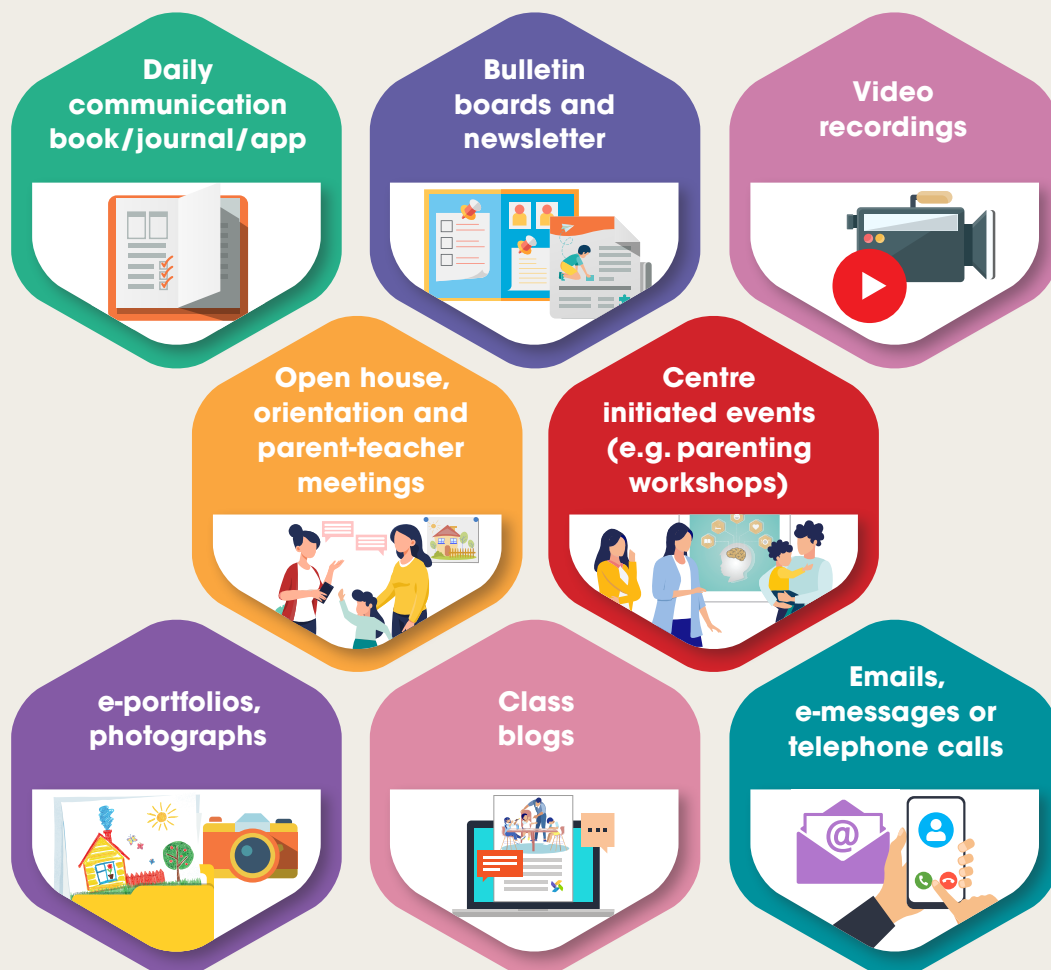 Daily
communication
book/journal/app
Bulletin
boards and
newsletter
Video
recordings
Open house,
orientation and
parent-teacher
meetings
Centre
initiated events
(e.g. parenting
workshops)
e-portfolios,
photographs
Class
blogs
Emails,
e-messages or
telephone calls
@